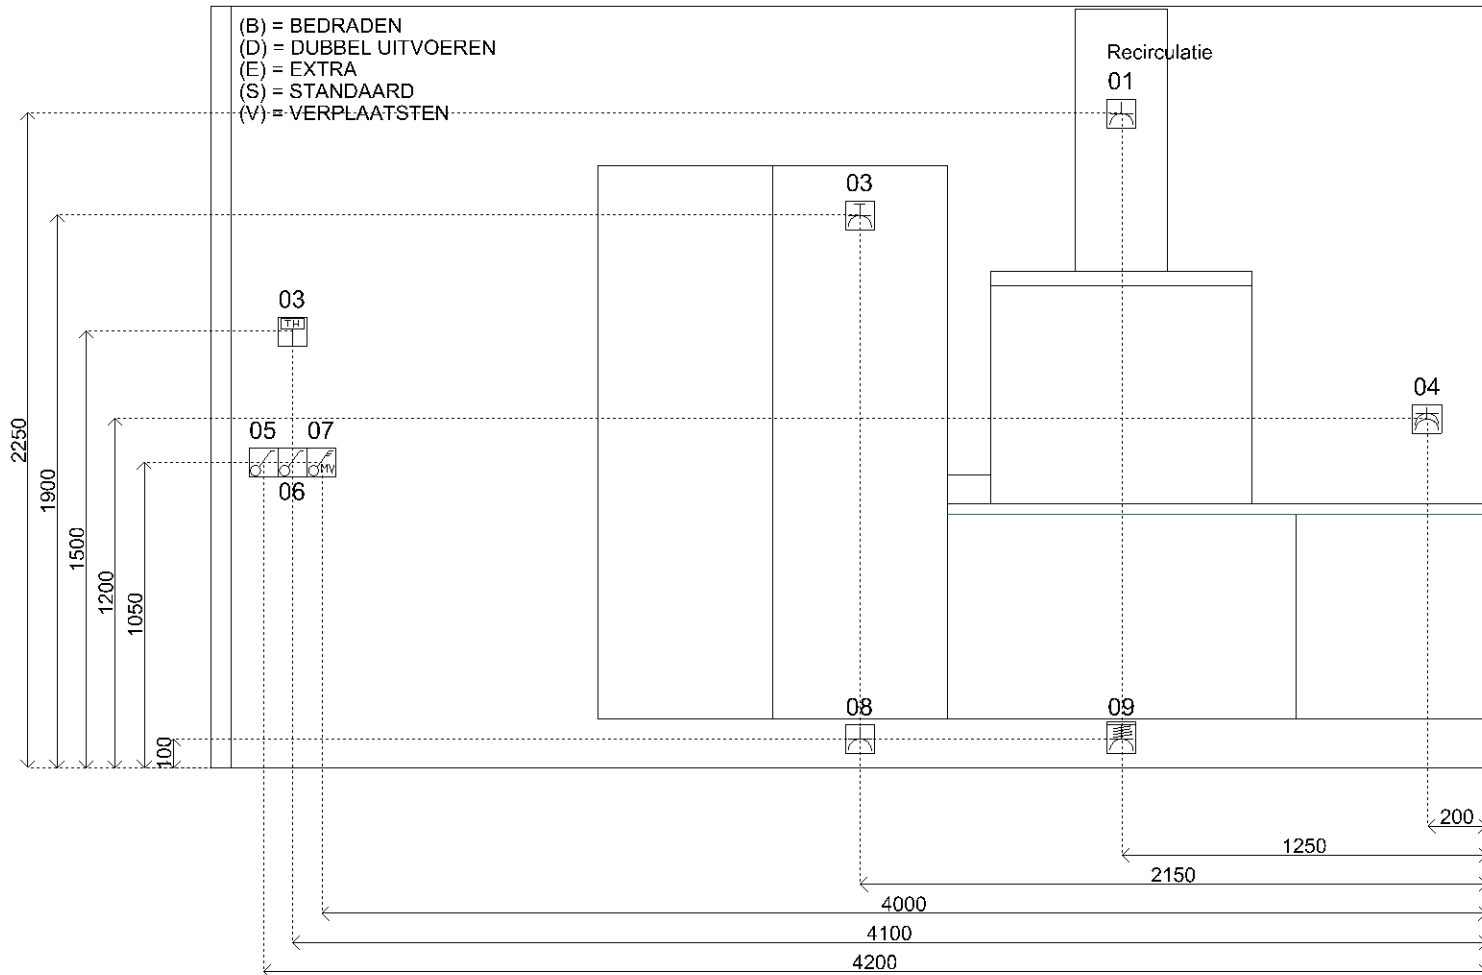 (B) = BEDRADEN
(D) = DUBBEL UITVOEREN
(E) = EXTRA
(S) = STANDAARD
(V) = VERPLAATSTEN
Recirculatie
01
03
03
04
05
07
06
TH
MV
08
09
2250
1900
1500
1200
1050
100
200
1250
2150
4000
4100
4200